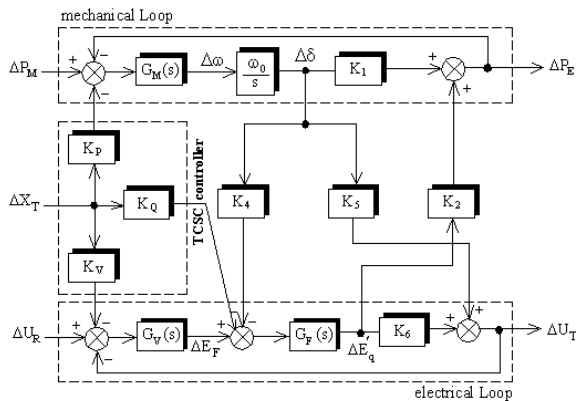 mechanical Loop
ΔP_M
+
−
−
G_M(s)
Δω
ω_0/s
Δδ
K_1
+
+
ΔP_E
K_P
ΔX_T
K_Q
TCSC controller
K_4
K_5
K_2
K_V
ΔU_R
+
−
−
G_V(s)
ΔE_F
+
−
−
G_F(s)
ΔE'_q
K_6
+
+
ΔU_T
electrical Loop